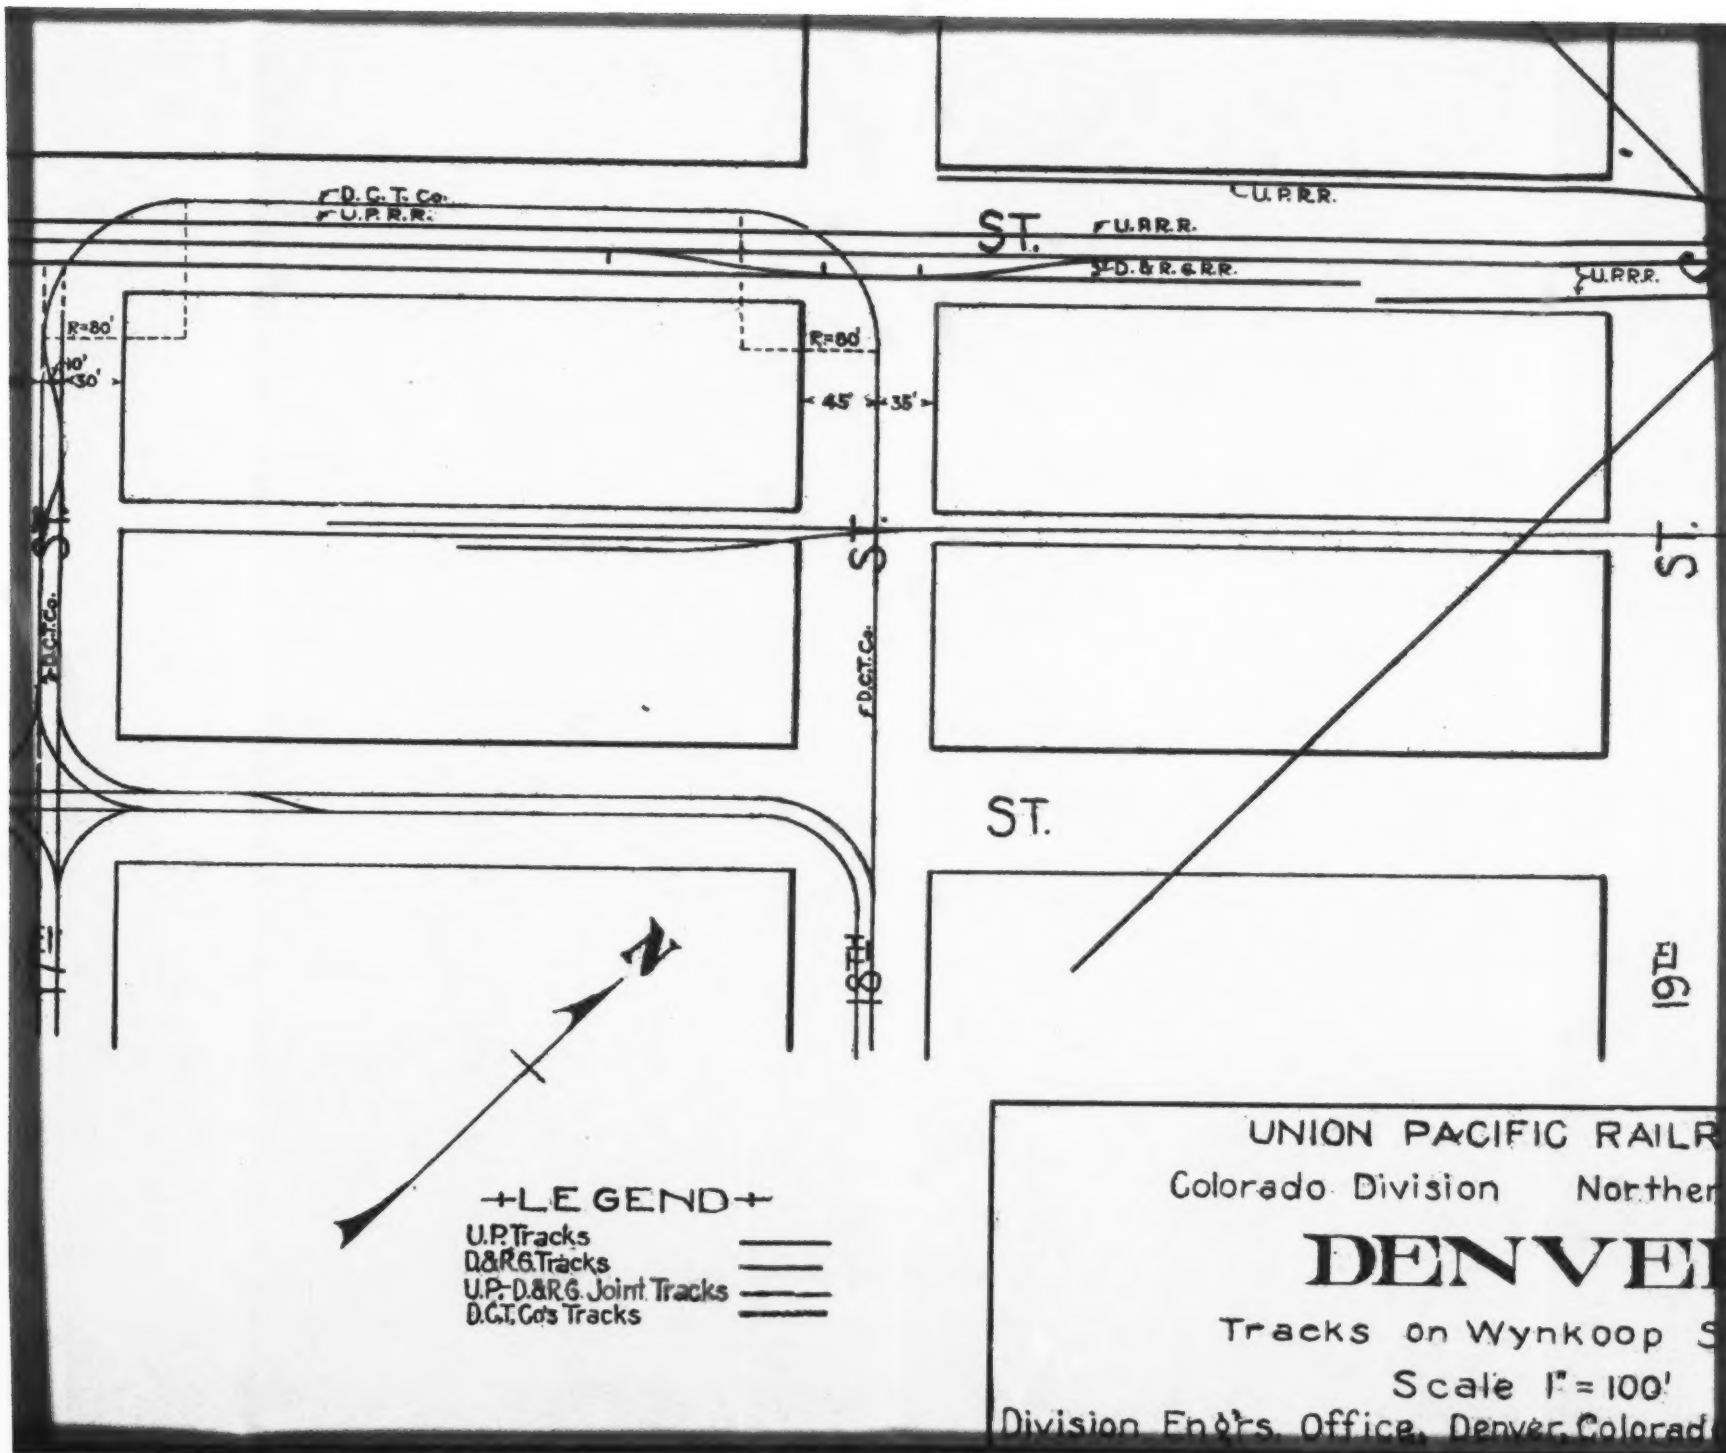 D.C.T. Co.
U.P.R.R.
U.P.R.R.
ST.
U.P.R.R.
D. & R. G. R.R.
U.P.R.R.
R=80'
10'
30'
R=80'
45' 35'
ST.
ST.
ST.
D.C.T.Co.
D.C.T.Co.
ST.
N
17TH
18TH
19TH
LEGEND
U.P. Tracks
D.&R.G. Tracks
U.P.-D.&R.G. Joint Tracks
D.C.T. Co's Tracks
UNION PACIFIC RAILR
Colorado Division Norther
DENVE
Tracks on Wynkoop S
Scale 1"=100'
Division Engrs. Office, Denver, Colorad